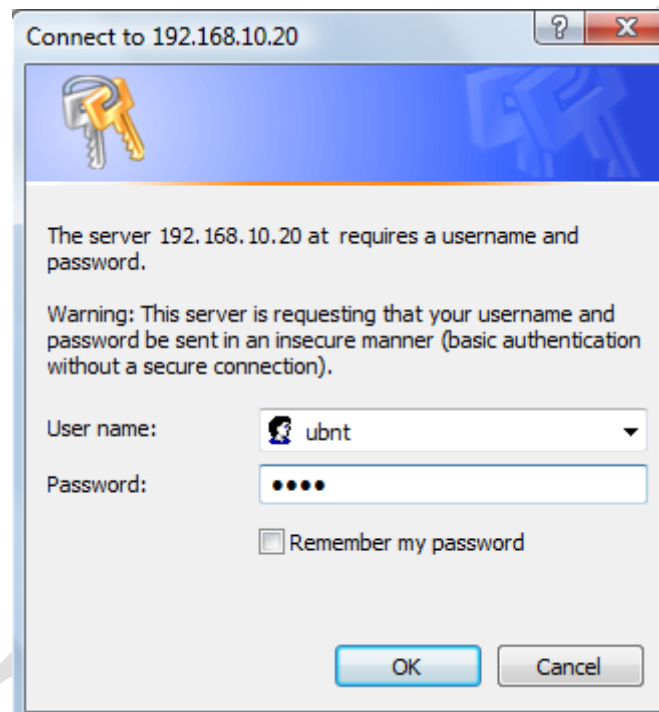 Connect to 192.168.10.20
The server 192.168.10.20 at requires a username and
password.
Warning: This server is requesting that your username and
password be sent in an insecure manner (basic authentication
without a secure connection).
User name:
ubnt
Password:
••••
Remember my password
OK
Cancel